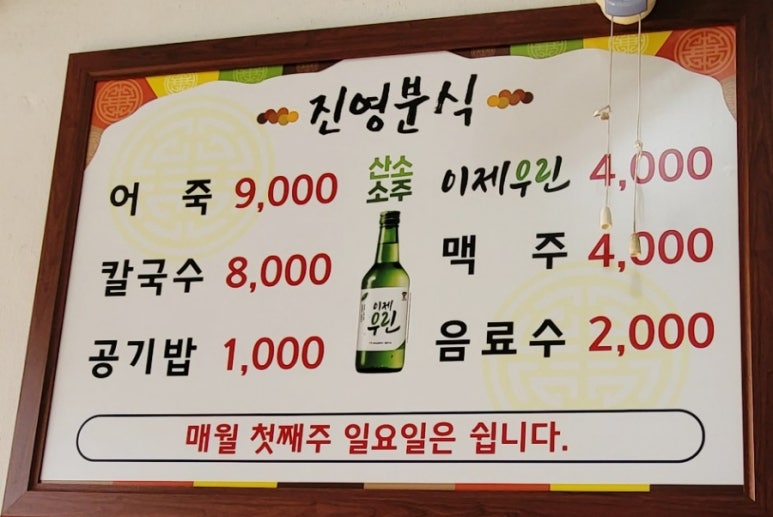 진영분식
어 죽 9,000
칼국수 8,000
공기밥 1,000
산소
소주
이제
우린
이제우린 4,000
맥 주 4,000
음료수 2,000
매월 첫째주 일요일은 쉽니다.